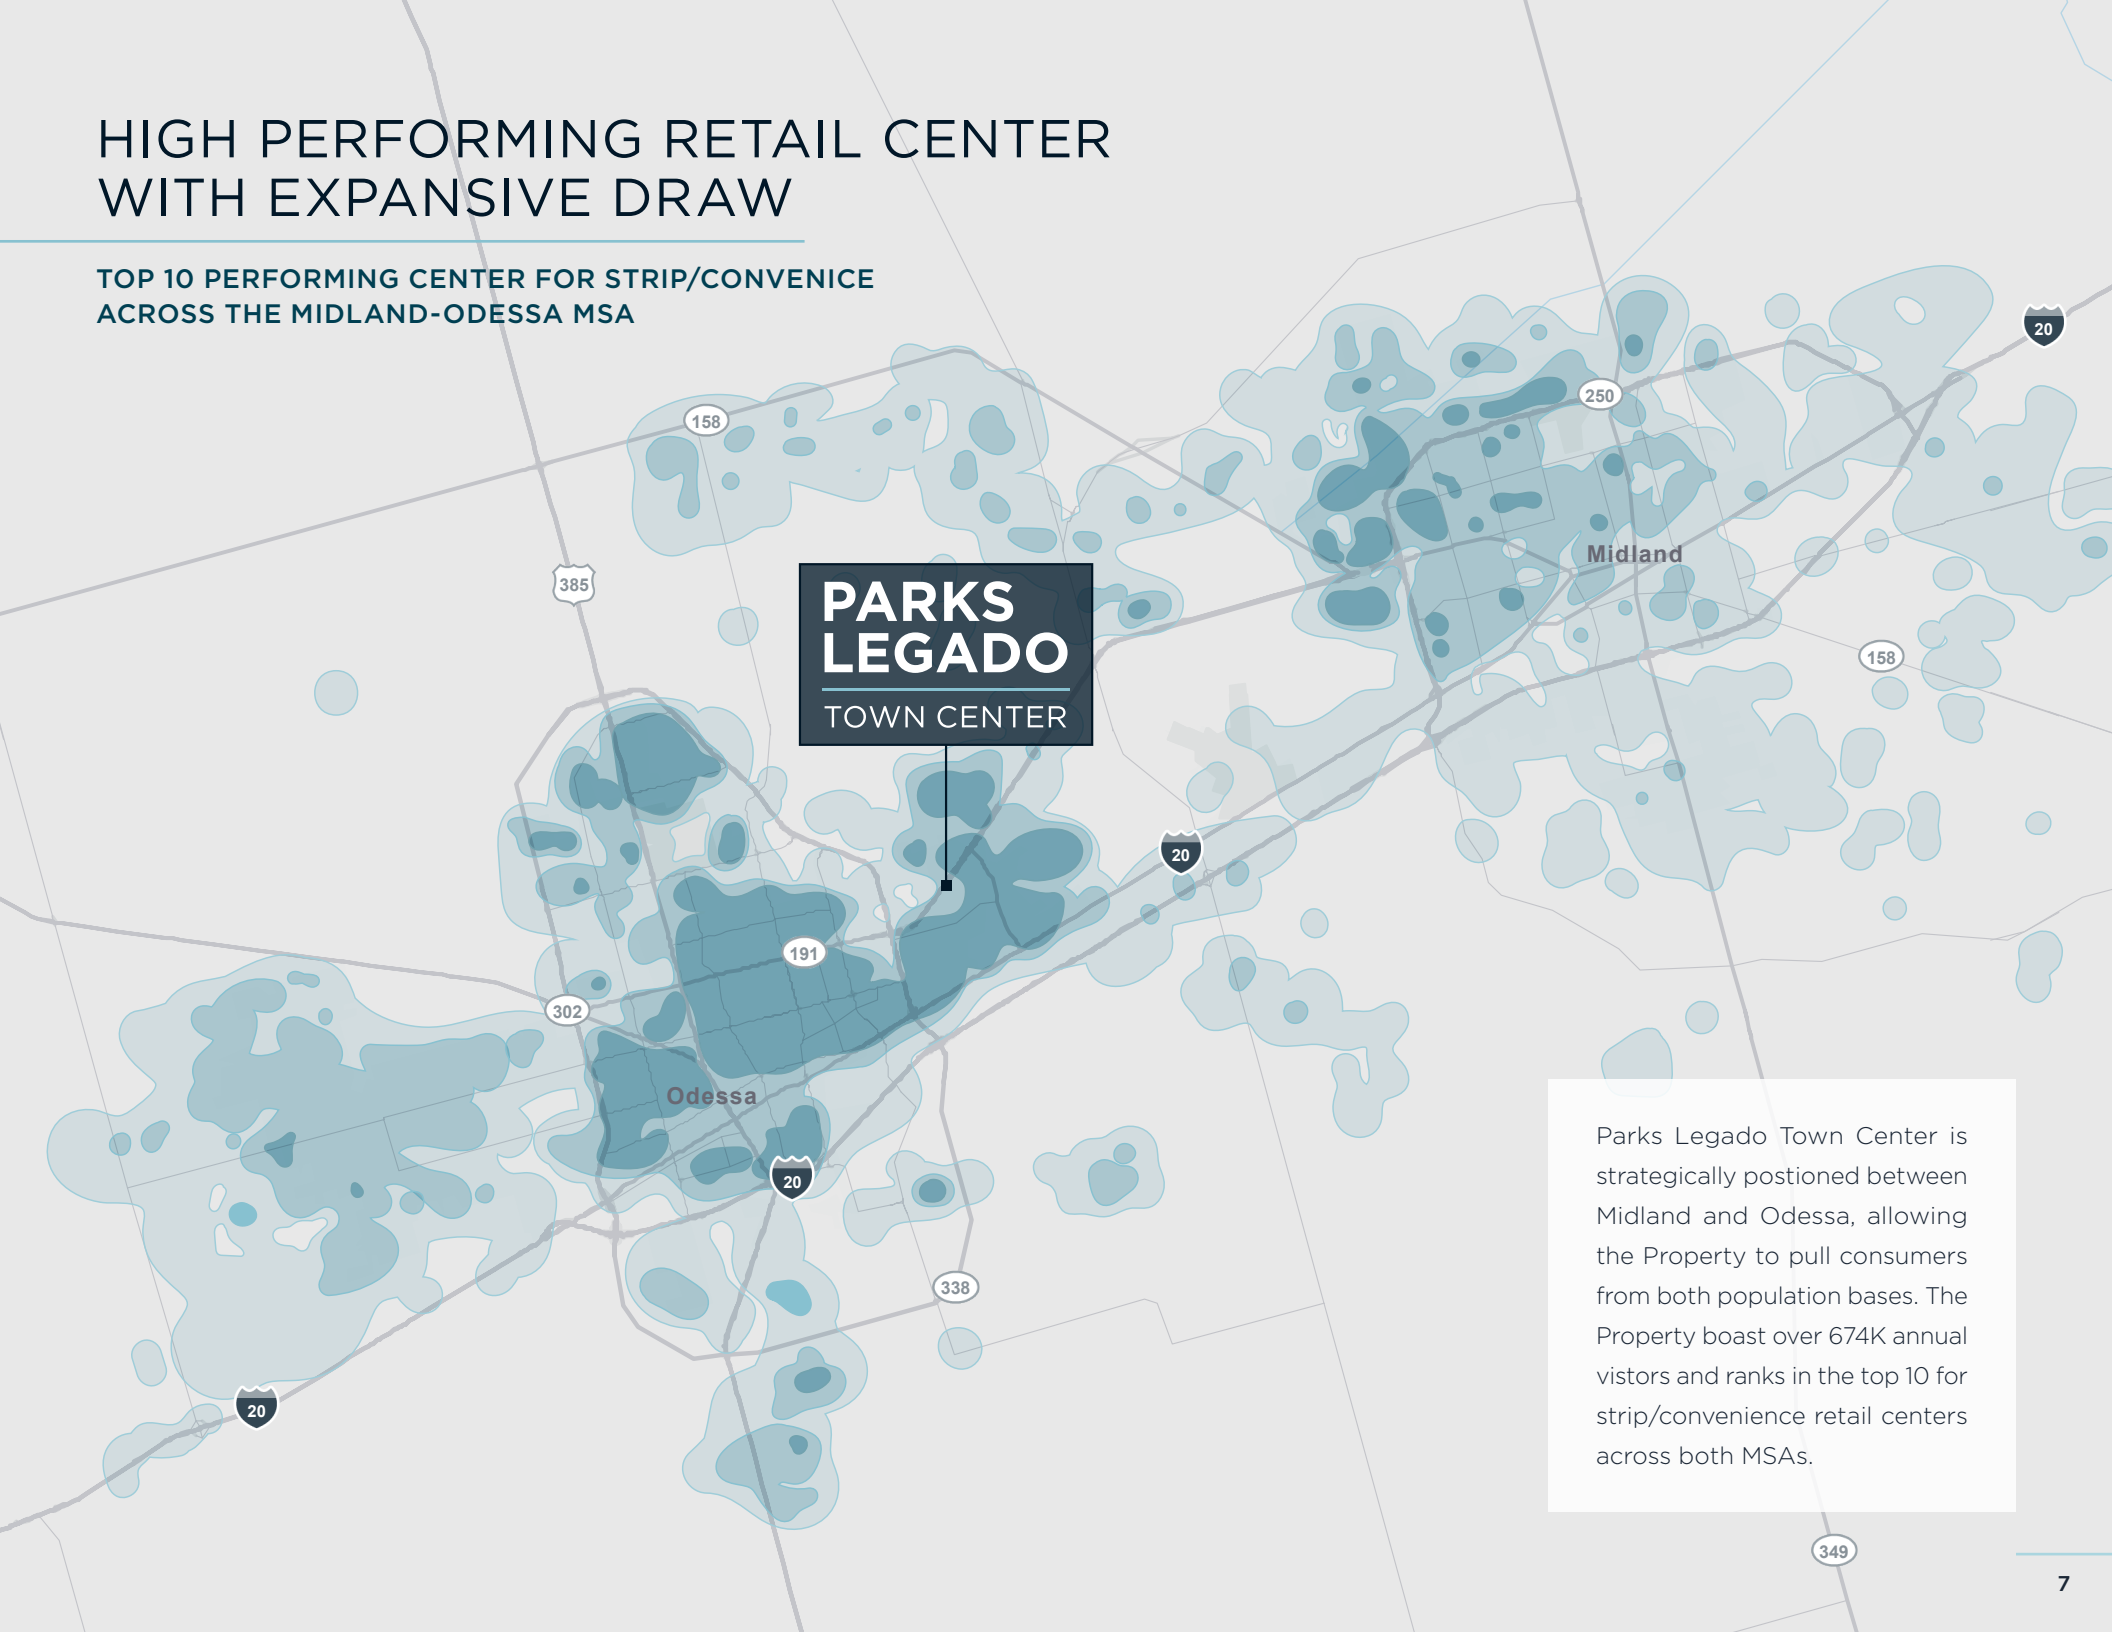 HIGH PERFORMING RETAIL CENTER
WITH EXPANSIVE DRAW
TOP 10 PERFORMING CENTER FOR STRIP/CONVENICE
ACROSS THE MIDLAND-ODESSA MSA
20
250
158
Midland
385
PARKS
LEGADO
TOWN CENTER
158
20
191
302
Odessa
20
338
20
Parks Legado Town Center is
strategically postioned between
Midland and Odessa, allowing
the Property to pull consumers
from both population bases. The
Property boast over 674K annual
vistors and ranks in the top 10 for
strip/convenience retail centers
across both MSAs.
349
7